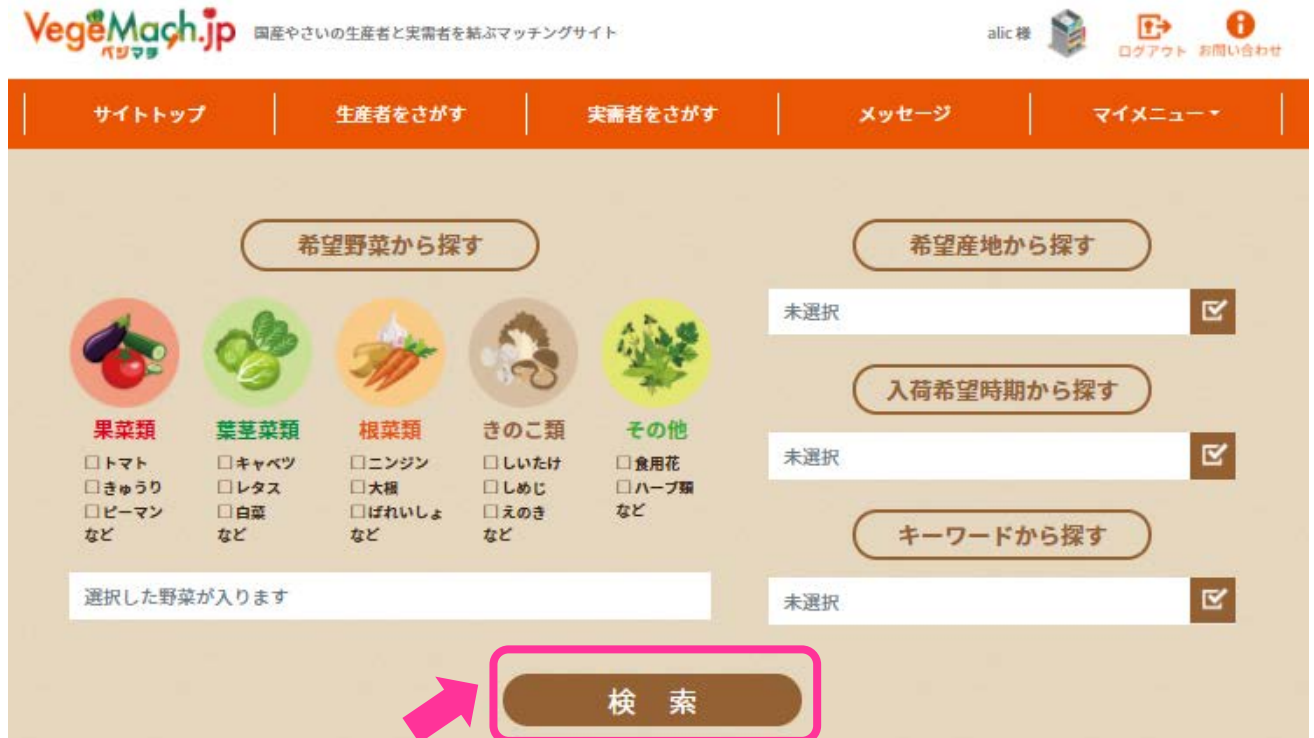 VegeMach.jp
ベジマチ
国産やさいの生産者と実需者を結ぶマッチングサイト
alic 様
ログアウト
お問い合わせ
サイトトップ
生産者をさがす
実需者をさがす
メッセージ
マイメニュー
希望野菜から探す
果菜類
□トマト
□きゅうり
□ピーマン
など
葉茎菜類
□キャベツ
□レタス
□白菜
など
根菜類
□ニンジン
□大根
□ばれいしょ
など
きのこ類
□しいたけ
□しめじ
□えのき
など
その他
□食用花
□ハーブ類
など
選択した野菜が入ります
希望産地から探す
未選択
入荷希望時期から探す
未選択
キーワードから探す
未選択
検 索